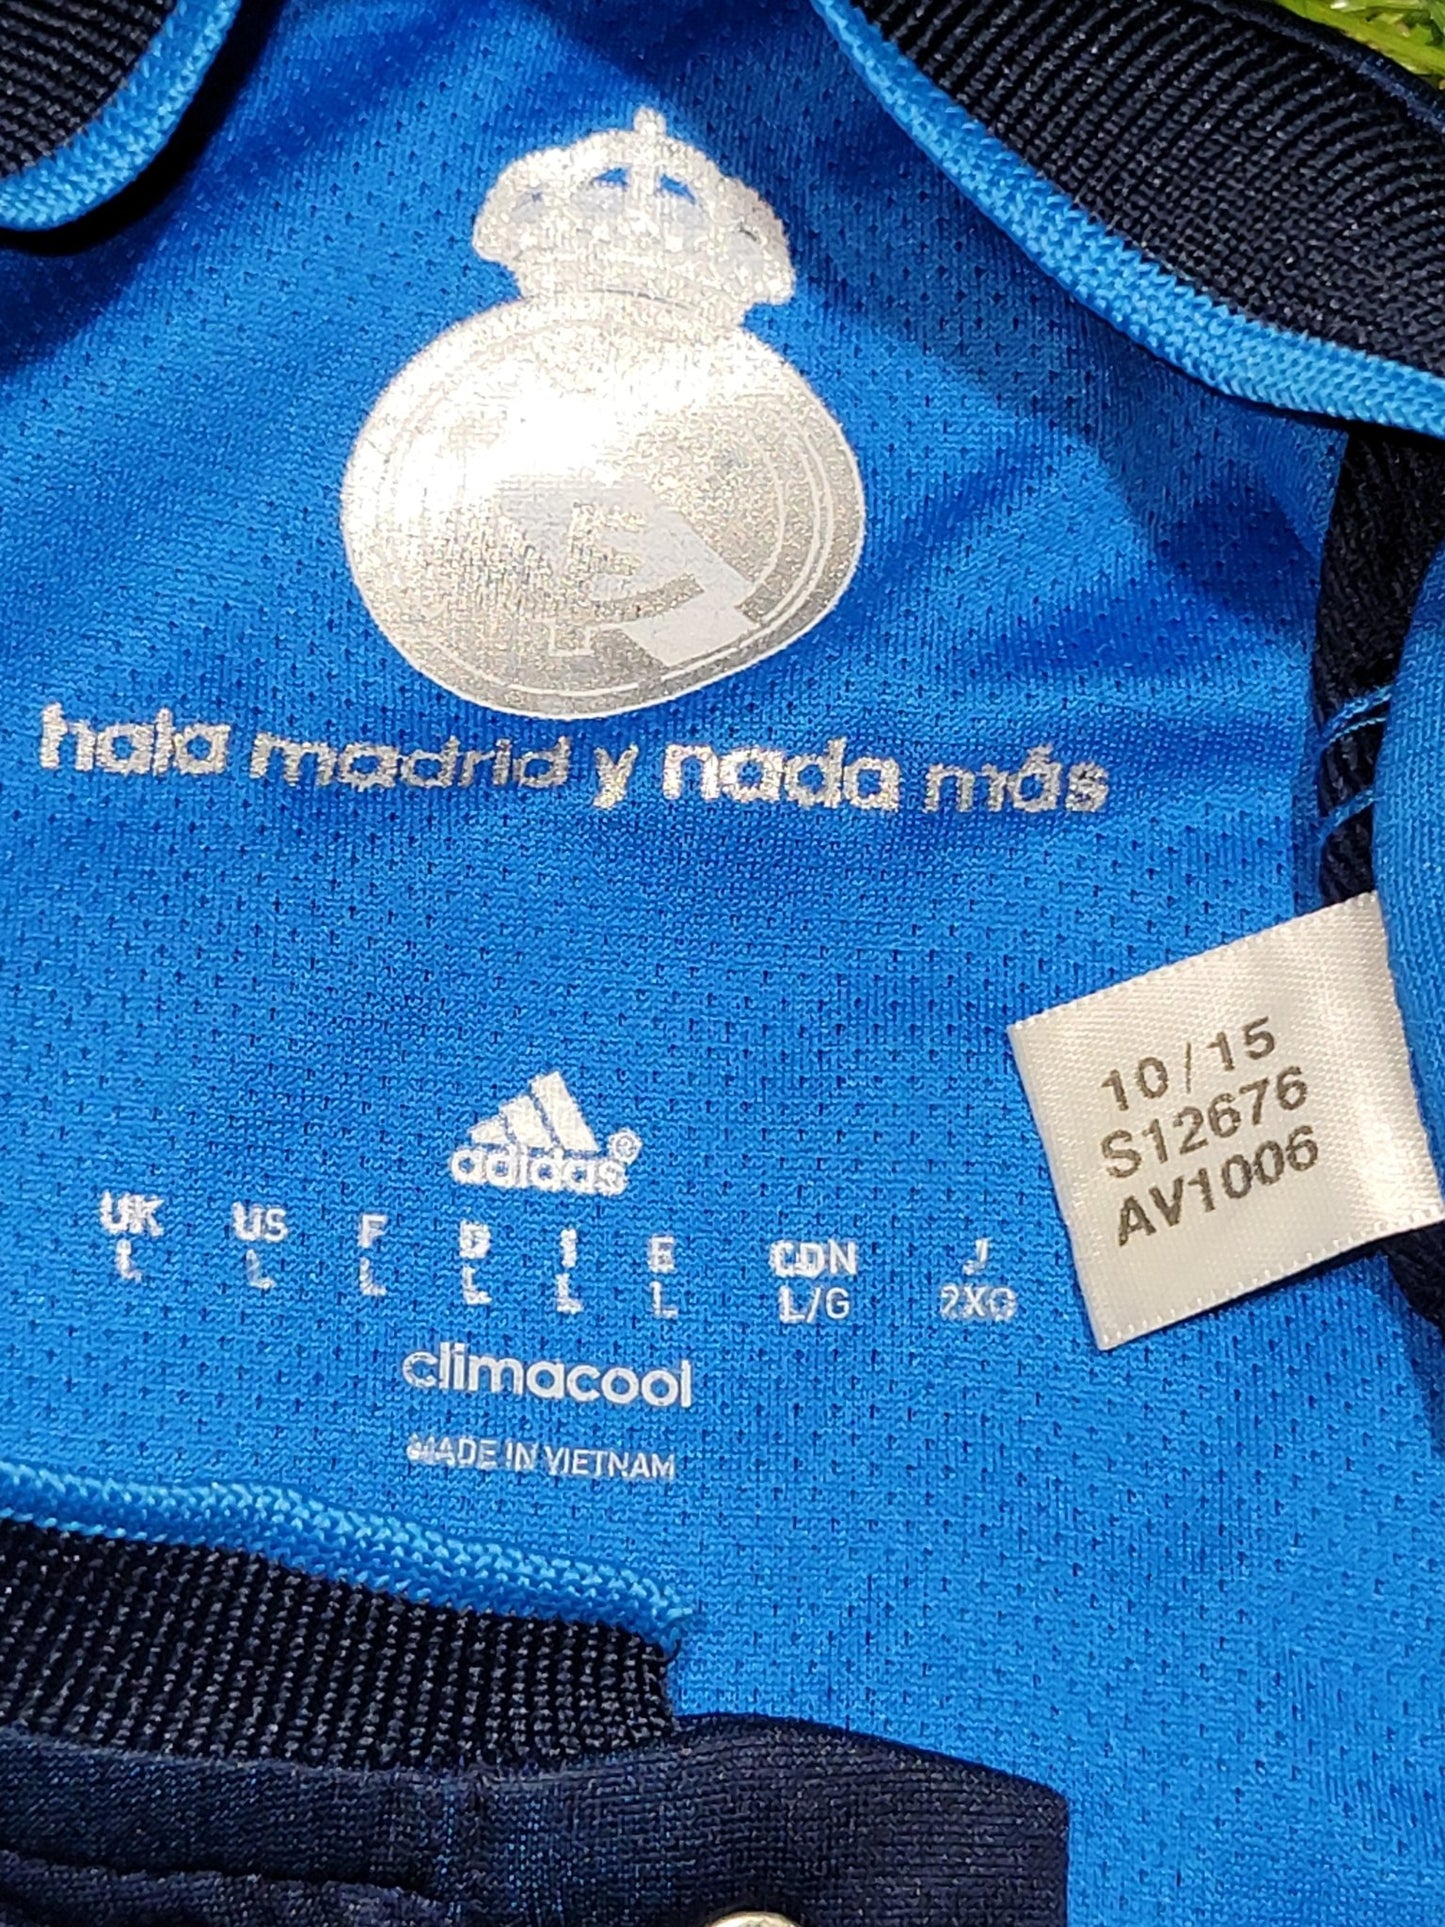 hala madrid y nada más
adidas®
UK US F D I E CDN J
L L L L L L L/G 2XO
climacool
MADE IN VIETNAM
10/15
S12676
AV1006